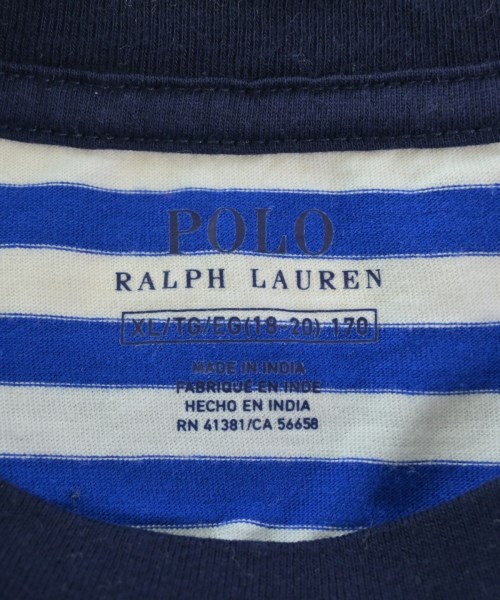 POLO
RALPH LAUREN
XL/TG/EG(18-20) 170
MADE IN INDIA
FABRIQUÉ EN INDE
HECHO EN INDIA
RN 41381/CA 56658